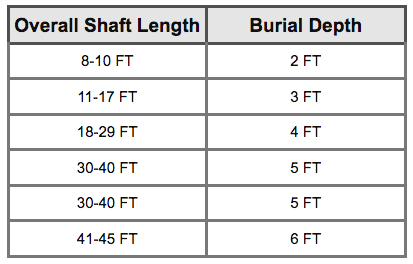 Overall Shaft Length Burial Depth
8-10 FT 2 FT
11-17 FT 3 FT
18-29 FT 4 FT
30-40 FT 5 FT
30-40 FT 5 FT
41-45 FT 6 FT